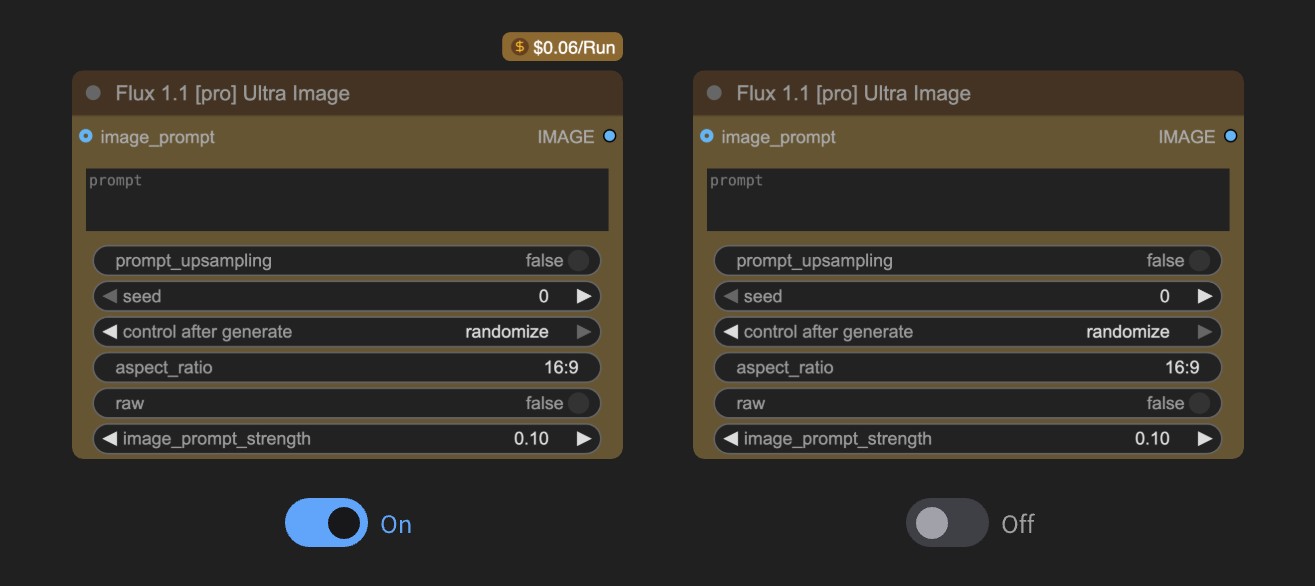 $ $0.06/Run
Flux 1.1 [pro] Ultra Image
image_prompt IMAGE
prompt
prompt_upsampling false
seed 0
control after generate randomize
aspect_ratio 16:9
raw false
image_prompt_strength 0.10
On
Flux 1.1 [pro] Ultra Image
image_prompt IMAGE
prompt
prompt_upsampling false
seed 0
control after generate randomize
aspect_ratio 16:9
raw false
image_prompt_strength 0.10
Off